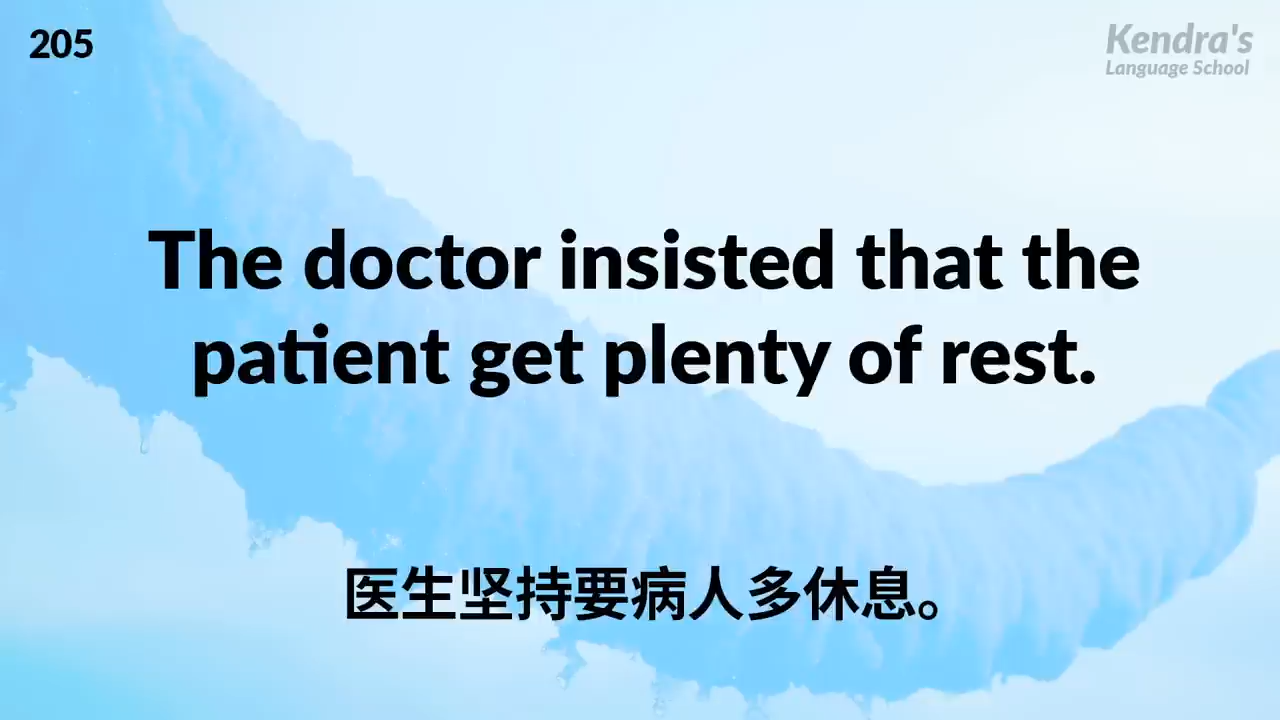 205
Kendra's
Language School
The doctor insisted that the
patient get plenty of rest.
医生坚持要病人多休息。